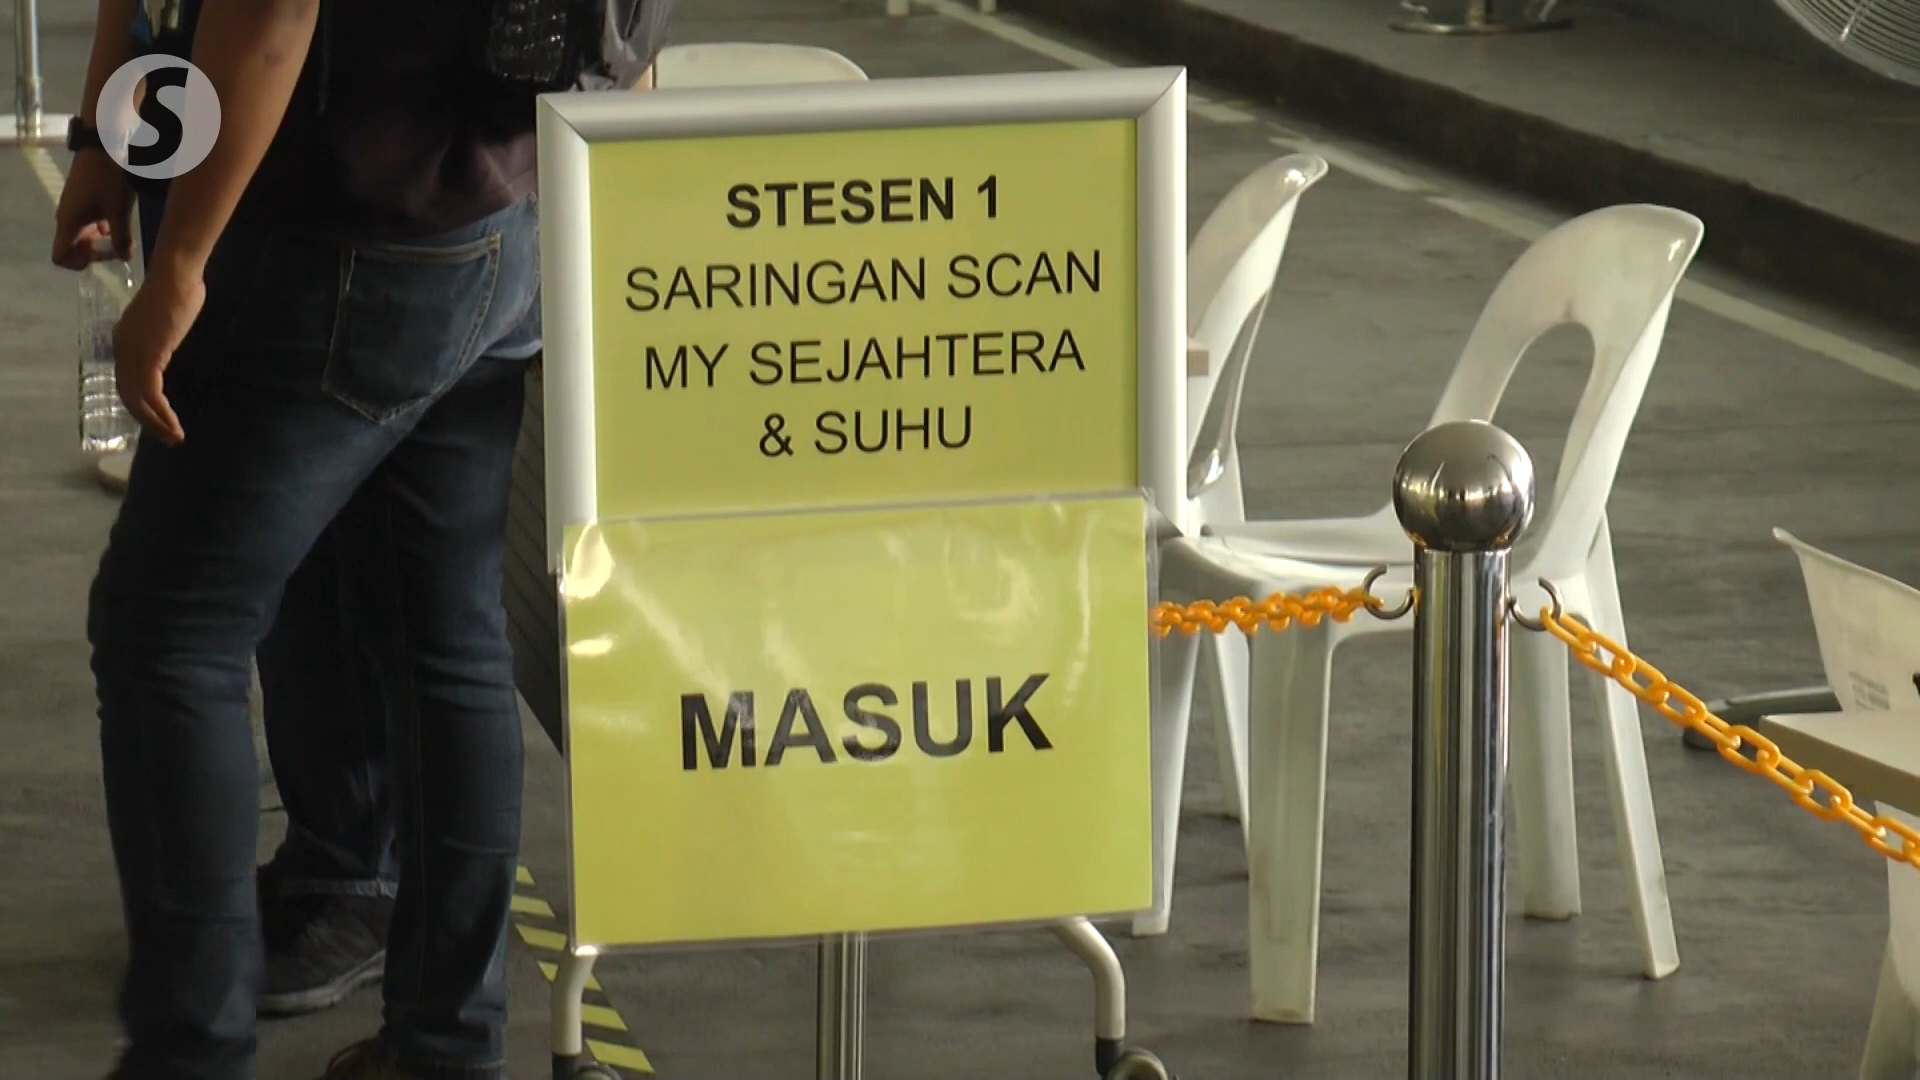 S
STESEN 1
SARINGAN SCAN
MY SEJAHTERA
& SUHU
MASUK